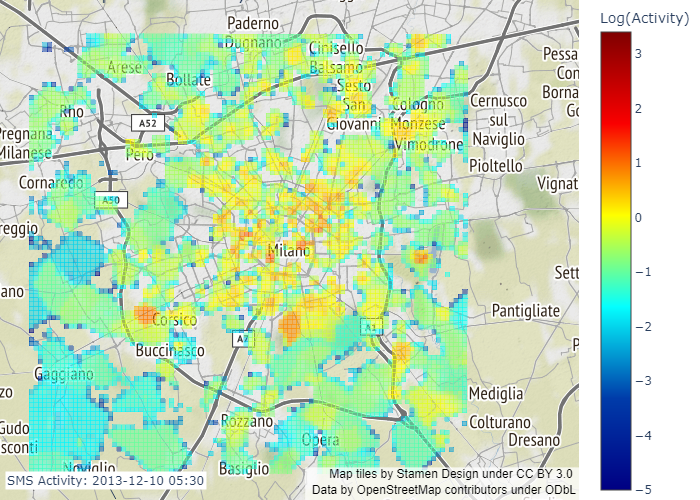 Log(Activity)
3
2
1
0
−1
−2
−3
−4
−5
Paderno
Dugnano
Cinisello
Balsamo
Arese
Bollate
Sesto
San
Giovanni
Cologno
Monzese
Vimodrone
Cernusco
sul
Naviglio
Pioltello
Pessa
Con
Borna
Go
Vignat
Rho
A52
Pero
Pregnana
Milanese
Cornaredo
A50
reggio
Milano
Sett
ano
Corsico
A7
A1
Pantigliate
Buccinasco
P
Gaggiano
zo
Mediglia
Colturano
Dresano
Rozzano
Opera
Gudo
sconti
Noviglio
Basiglio
SMS Activity: 2013-12-10 05:30
Map tiles by Stamen Design under CC BY 3.0
Data by OpenStreetMap contributors under ODbL